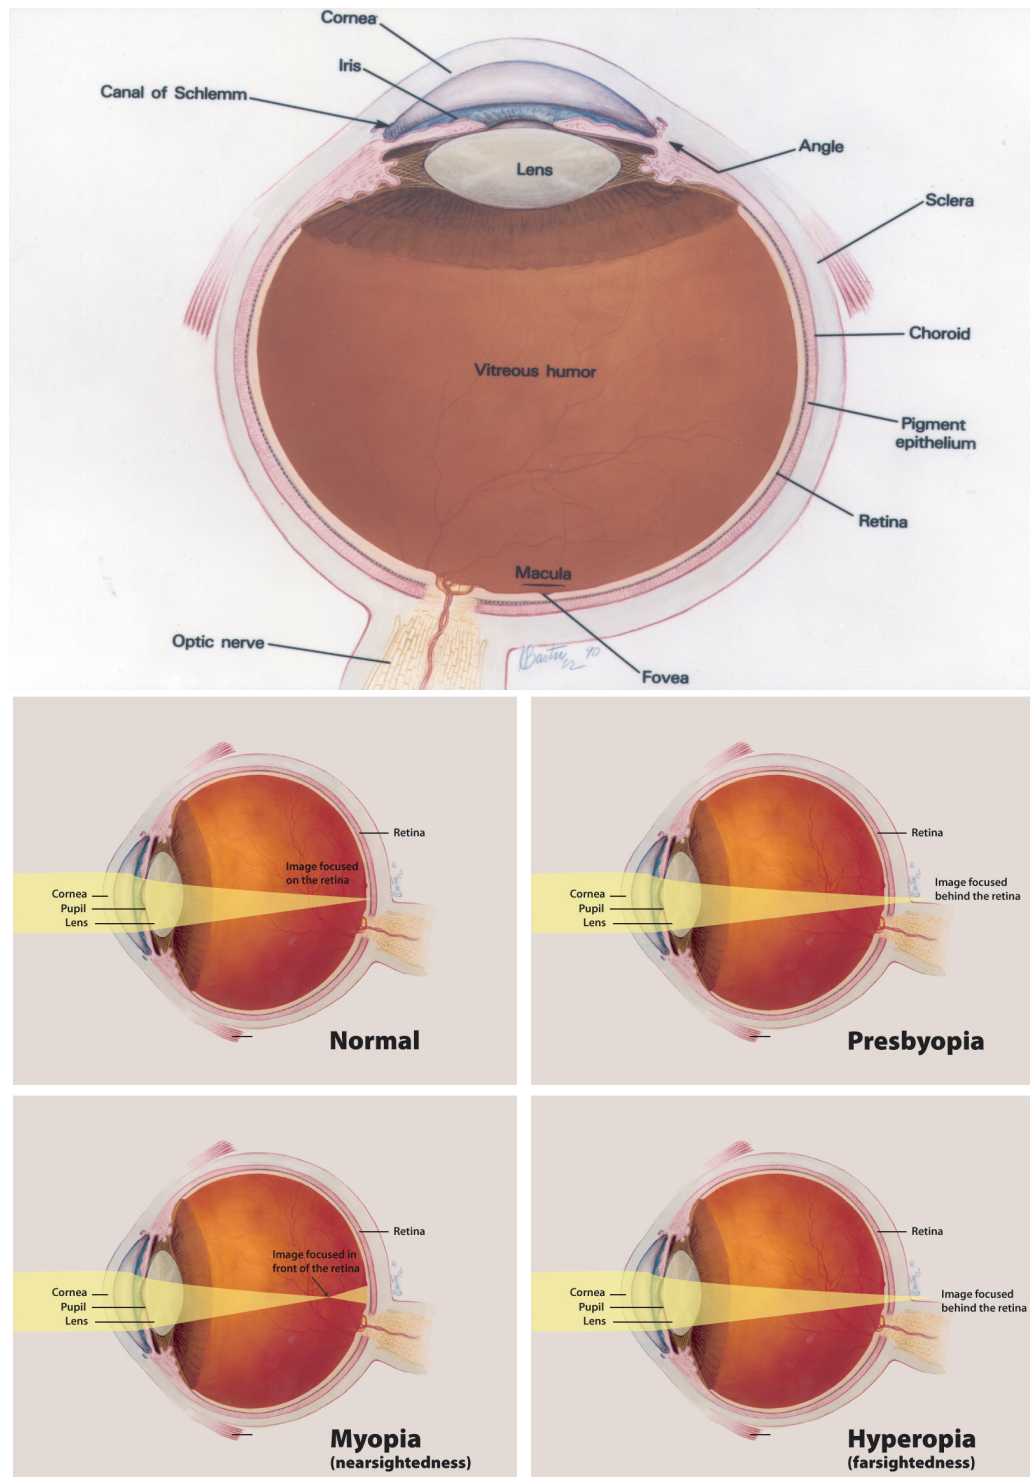 Cornea
Iris
Canal of Schlemm
Angle
Lens
Sclera
Choroid
Vitreous humor
Pigment
epithelium
Retina
Macula
Optic nerve
Fovea
90
Retina
Image focused
on the retina
Cornea
Pupil
Lens
Normal
Retina
Image focused
behind the retina
Cornea
Pupil
Lens
Presbyopia
Retina
Image focused in
front of the retina
Cornea
Pupil
Lens
Myopia
(nearsightedness)
Retina
Cornea
Image focused
behind the retina
Pupil
Lens
Hyperopia
(farsightedness)